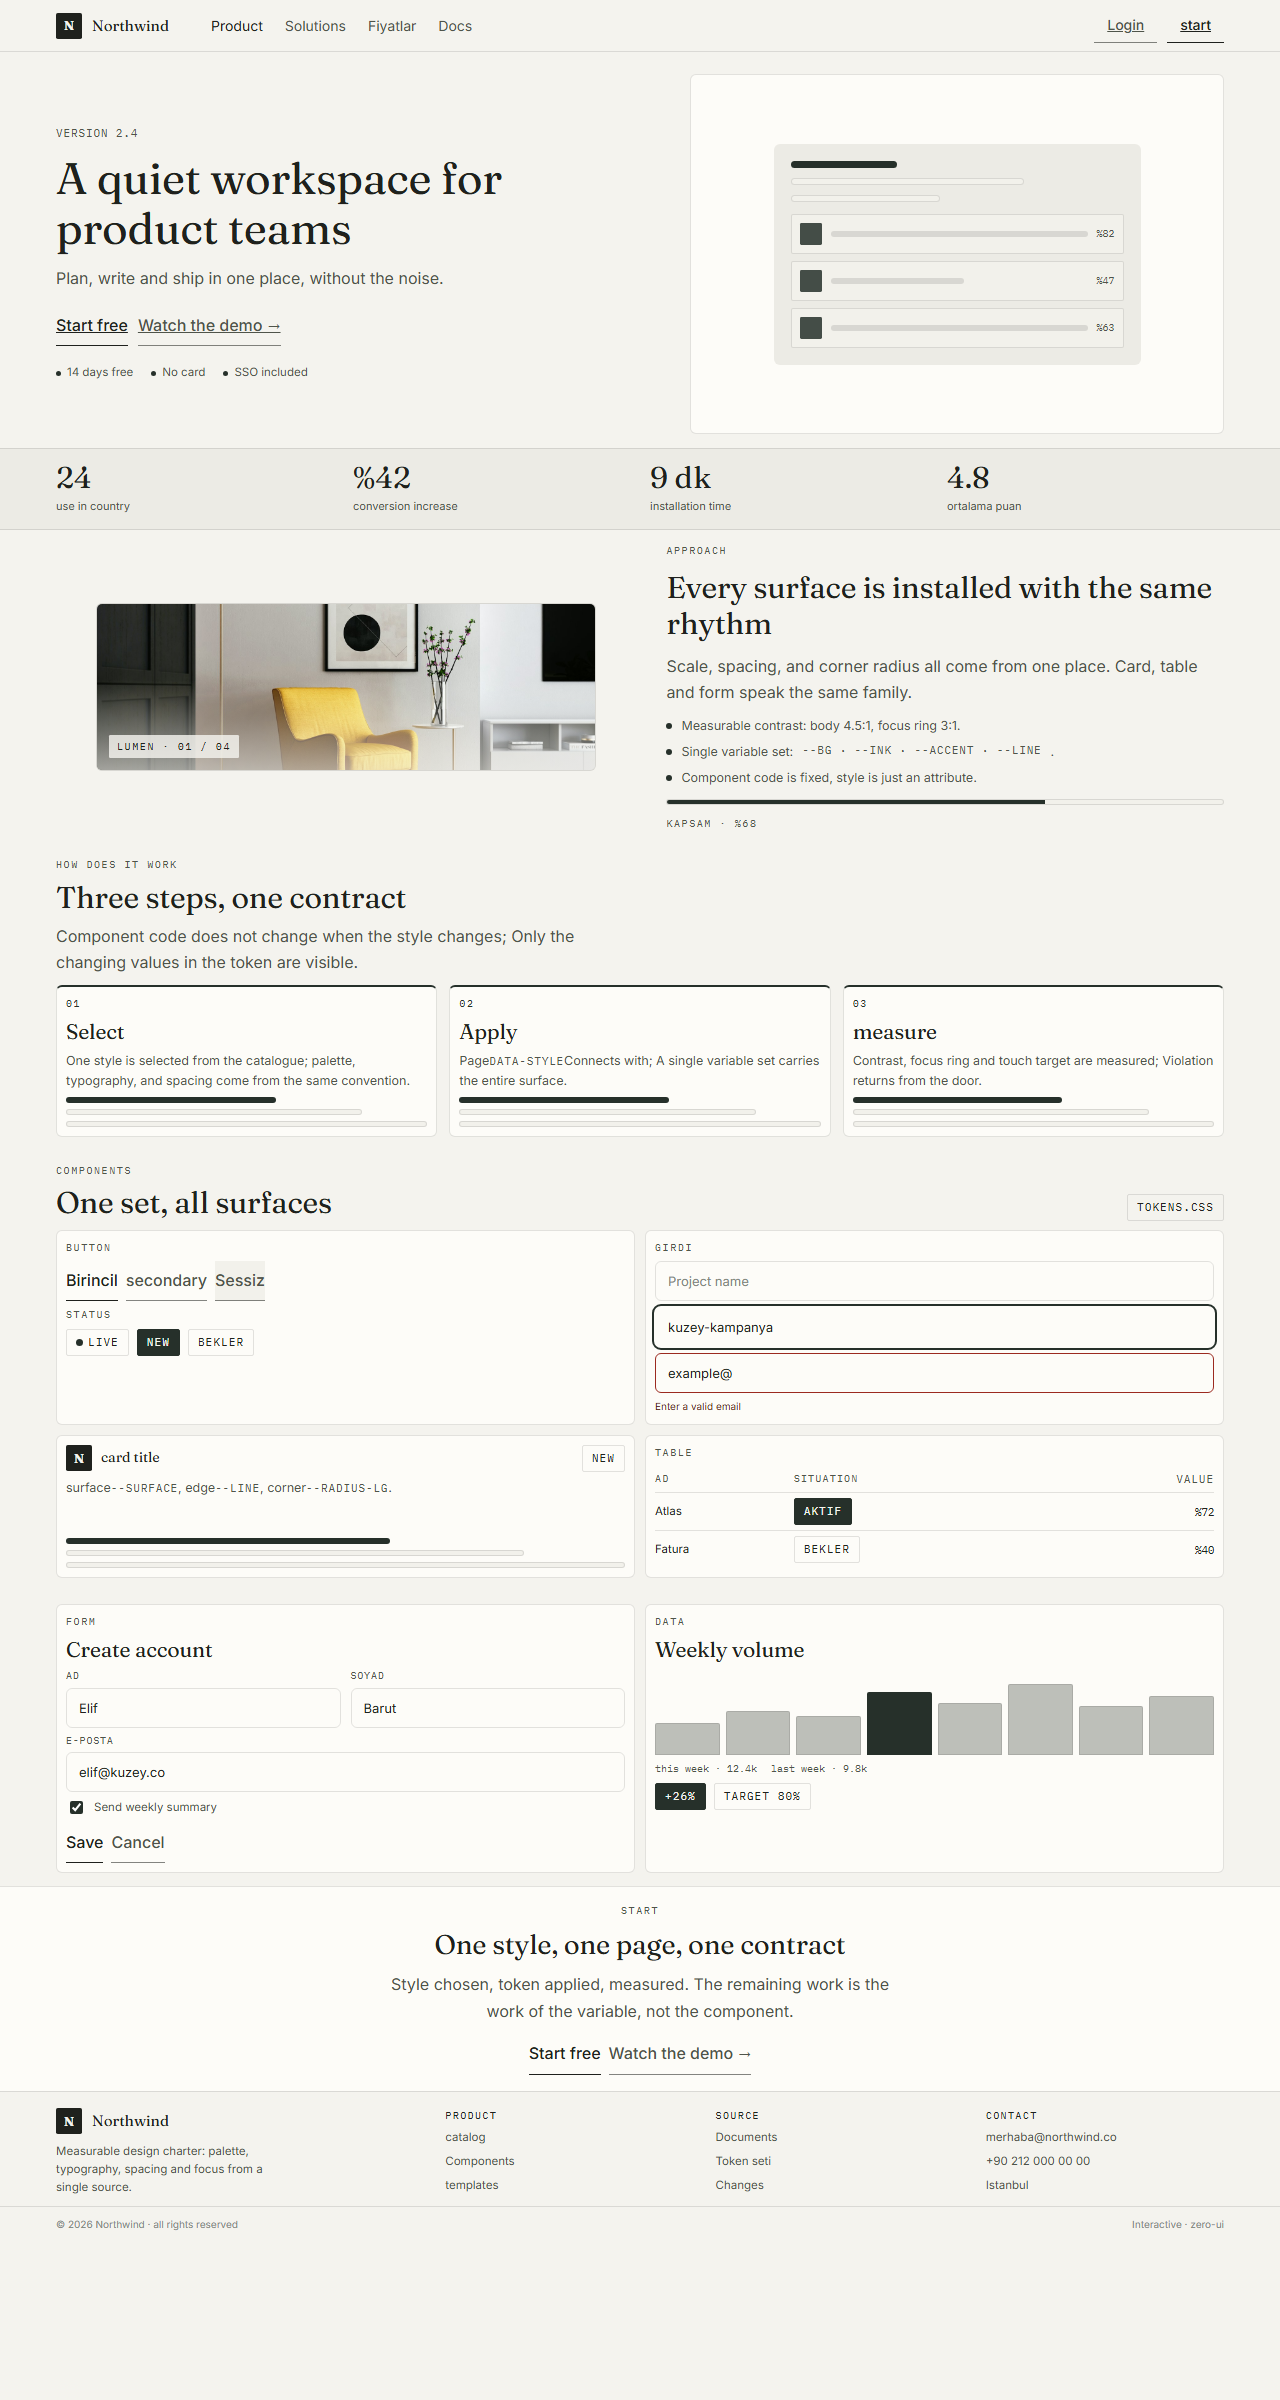 N Northwind Product Solutions Fiyatlar Docs Login start
VERSION 2.4
A quiet workspace for
product teams
Plan, write and ship in one place, without the noise.
Start free Watch the demo →
14 days free No card SSO included
%82
%47
%63
24
use in country
%42
conversion increase
9 dk
installation time
4.8
ortalama puan
LUMEN · 01 / 04
APPROACH
Every surface is installed with the same
rhythm
Scale, spacing, and corner radius all come from one place. Card, table
and form speak the same family.
Measurable contrast: body 4.5:1, focus ring 3:1.
Single variable set: --BG · --INK · --ACCENT · --LINE .
Component code is fixed, style is just an attribute.
KAPSAM · %68
HOW DOES IT WORK
Three steps, one contract
Component code does not change when the style changes; Only the
changing values in the token are visible.
01
Select
One style is selected from the catalogue; palette,
typography, and spacing come from the same convention.
02
Apply
PageDATA-STYLEConnects with; A single variable set carries
the entire surface.
03
measure
Contrast, focus ring and touch target are measured; Violation
returns from the door.
COMPONENTS
One set, all surfaces
TOKENS.CSS
BUTTON
Birincil secondary Sessiz
STATUS
LIVE NEW BEKLER
GIRDI
Project name
kuzey-kampanya
example@
Enter a valid email
N card title NEW
surface--SURFACE, edge--LINE, corner--RADIUS-LG.
TABLE
AD SITUATION VALUE
Atlas AKTIF %72
Fatura BEKLER %40
FORM
Create account
AD SOYAD
Elif Barut
E-POSTA
elif@kuzey.co
Send weekly summary
Save Cancel
DATA
Weekly volume
this week · 12.4k last week · 9.8k
+26% TARGET 80%
START
One style, one page, one contract
Style chosen, token applied, measured. The remaining work is the
work of the variable, not the component.
Start free Watch the demo →
N Northwind
Measurable design charter: palette,
typography, spacing and focus from a
single source.
PRODUCT
catalog
Components
templates
SOURCE
Documents
Token seti
Changes
CONTACT
merhaba@northwind.co
+90 212 000 00 00
Istanbul
© 2026 Northwind · all rights reserved
Interactive · zero-ui